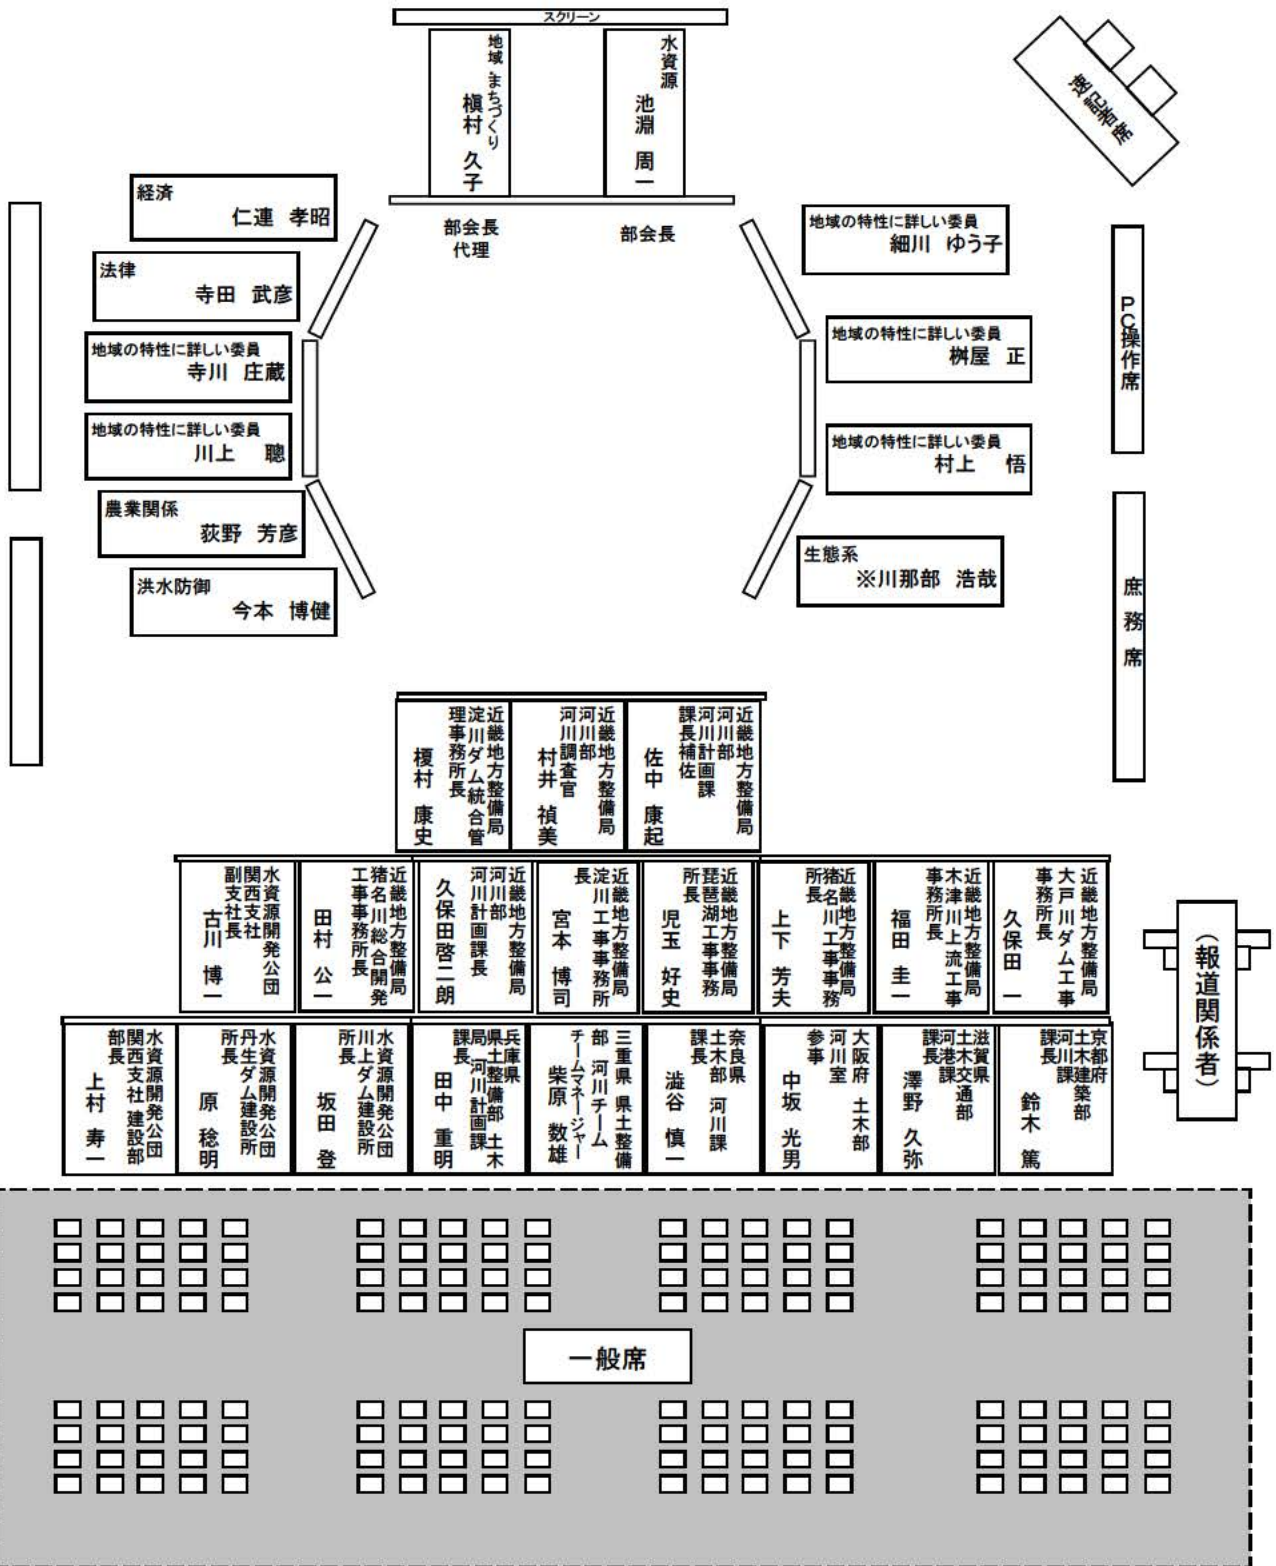 スクリーン
地域・まちづくり
槇村 久子
水資源
池淵 周一
部会長
代理
部会長
速記者席
経済
仁連 孝昭
法律
寺田 武彦
地域の特性に詳しい委員
寺川 庄蔵
地域の特性に詳しい委員
川上 聰
農業関係
荻野 芳彦
洪水防御
今本 博健
地域の特性に詳しい委員
細川 ゆう子
地域の特性に詳しい委員
桝屋 正
地域の特性に詳しい委員
村上 悟
生態系
※川那部 浩哉
PC操作席
庶務席
近畿地方整備局
淀川ダム統合管
理事務所長
榎村 康史
近畿地方整備局
河川部
河川調査官
村井 禎美
近畿地方整備局
河川部
河川計画課
課長補佐
佐中 康起
水資源開発公団
関西支社
副支社長
古川 博一
近畿地方整備局
猪名川総合開発
工事事務所長
田村 公一
近畿地方整備局
河川部
河川計画課長
久保田啓二朗
近畿地方整備局
淀川工事事務所
長
宮本 博司
近畿地方整備局
琵琶湖工事事務
所長
児玉 好史
近畿地方整備局
猪名川工事事務
所長
上下 芳夫
近畿地方整備局
木津川上流工事
事務所長
福田 圭一
近畿地方整備局
大戸川ダム工事
事務所長
久保田 一
水資源開発公団
関西支社 建設部
部長
上村 寿一
水資源開発公団
丹生ダム建設所
所長
原 稔明
水資源開発公団
川上ダム建設所
所長
坂田 登
兵庫県
県土整備部 土木
局 河川計画課
課長
田中 重明
三重県 県土整備
部 河川チーム
チームマネージャー
柴原 数雄
奈良県
土木部 河川課
課長
澁谷 慎一
大阪府 土木部
河川室
参事
中坂 光男
滋賀県
土木交通部
河港課
課長
澤野 久弥
京都府
土木建築部
河川課
課長
鈴木 篤
（報道関係者）
一般席